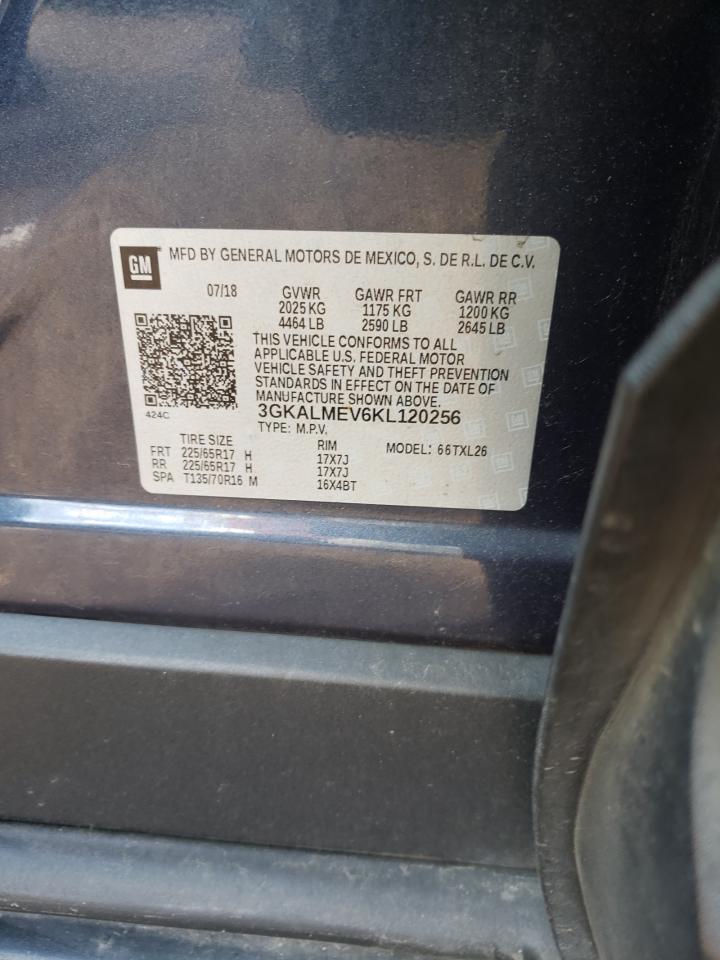 GM
MFD BY GENERAL MOTORS DE MEXICO, S. DE R.L. DE C.V.
07/18 GVWR GAWR FRT GAWR RR
2025 KG 1175 KG 1200 KG
4464 LB 2590 LB 2645 LB
THIS VEHICLE CONFORMS TO ALL
APPLICABLE U.S. FEDERAL MOTOR
VEHICLE SAFETY AND THEFT PREVENTION
STANDARDS IN EFFECT ON THE DATE OF
MANUFACTURE SHOWN ABOVE.
424C
3GKALMEV6KL120256
TYPE: M.P.V. MODEL: 66TXL26
TIRE SIZE RIM
FRT 225/65R17 H 17X7J
RR 225/65R17 H 17X7J
SPA T135/70R16 M 16X4BT